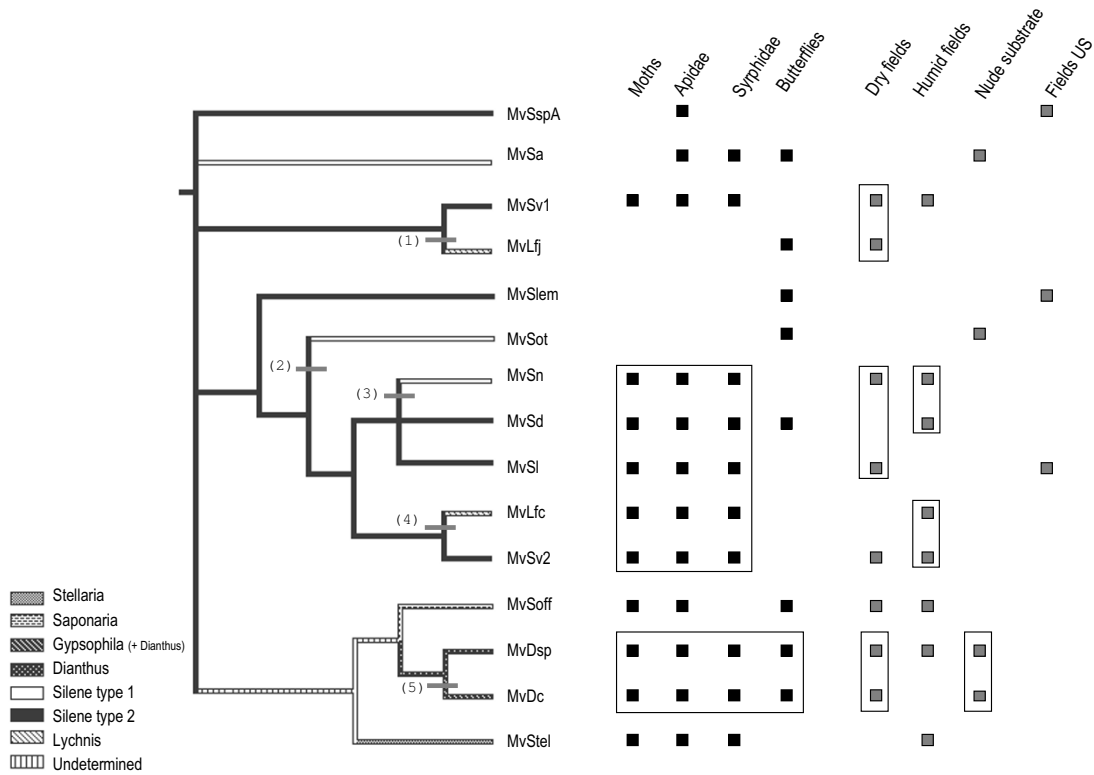 Moths Apidae Syrphidae Butterflies Dry fields Humid fields Nude substrate Fields US
MvSspA
MvSa
MvSv1
(1)
MvLfj
MvSlem
MvSot
(2)
MvSn
(3)
MvSd
MvSl
MvLfc
(4)
MvSv2
MvSoff
MvDsp
(5)
MvDc
MvStel
Stellaria
Saponaria
Gypsophila (+ Dianthus)
Dianthus
Silene type 1
Silene type 2
Lychnis
Undetermined